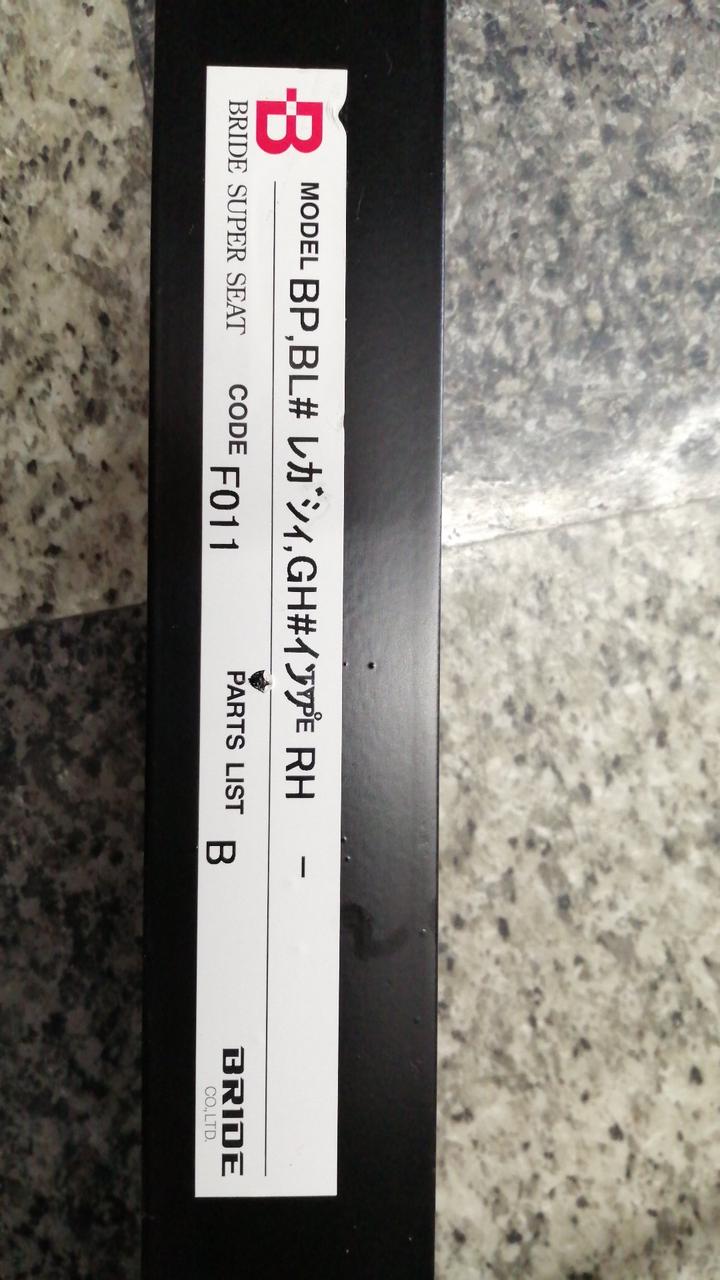 B
MODEL BP,BL# レガシィ,GH#インプ TYPE RH -
BRIDE SUPER SEAT CODE F011 PARTS LIST B
BRIDE
CO.,LTD.